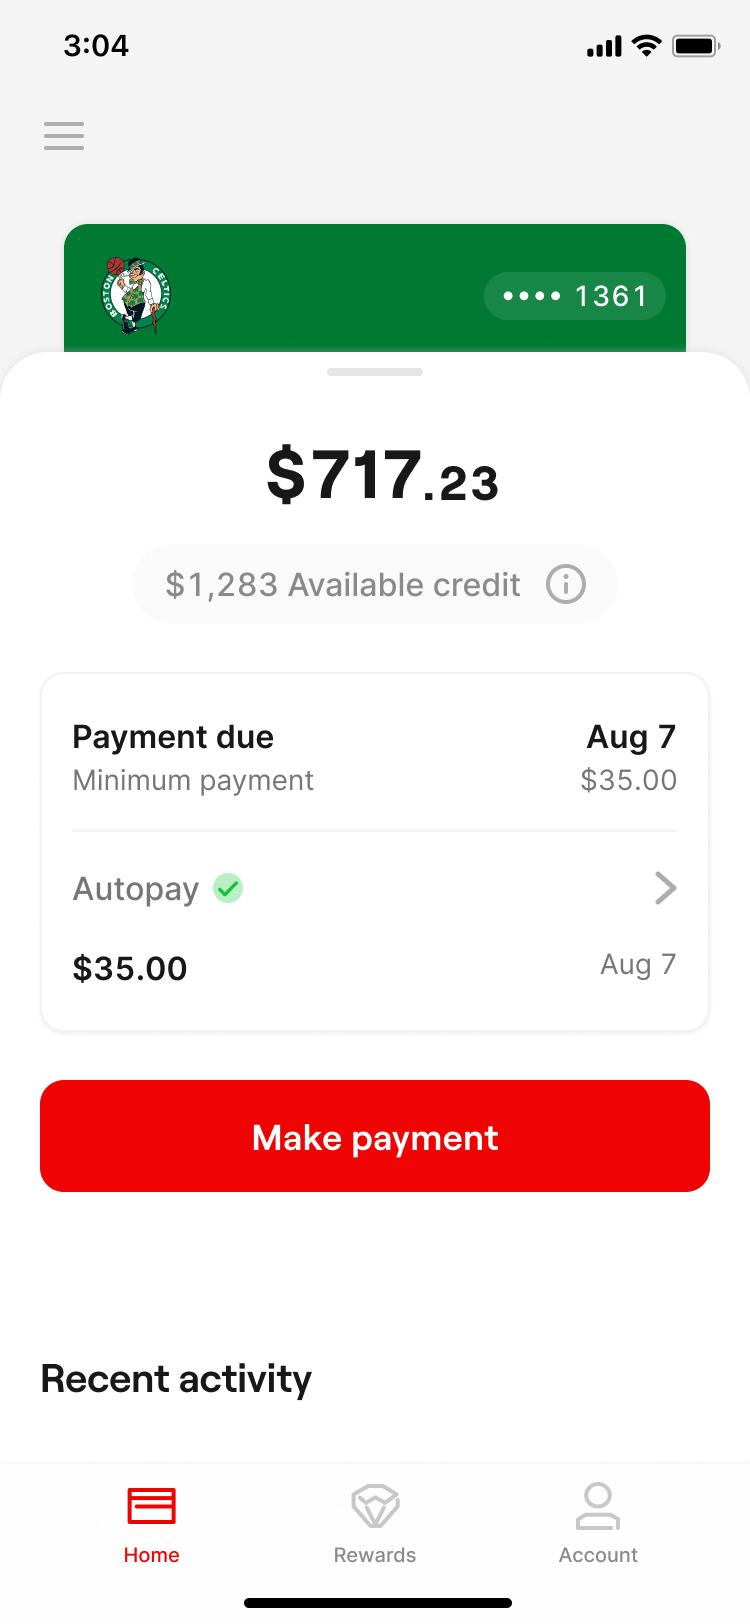 3:04
BOSTON CELTICS
•••• 1361
$717.23
$1,283 Available credit
Payment due Aug 7
Minimum payment $35.00
Autopay
$35.00 Aug 7
Make payment
Recent activity
Home Rewards Account